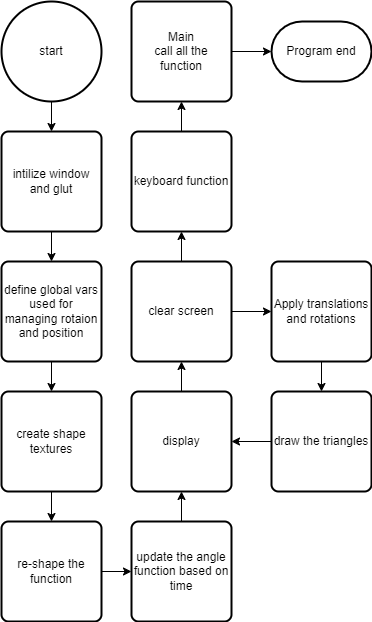 start
intilize window
and glut
define global vars
used for
managing rotaion
and position
create shape
textures
re-shape the
function
update the angle
function based on
time
display
clear screen
Apply translations
and rotations
draw the triangles
keyboard function
Main
call all the
function
Program end